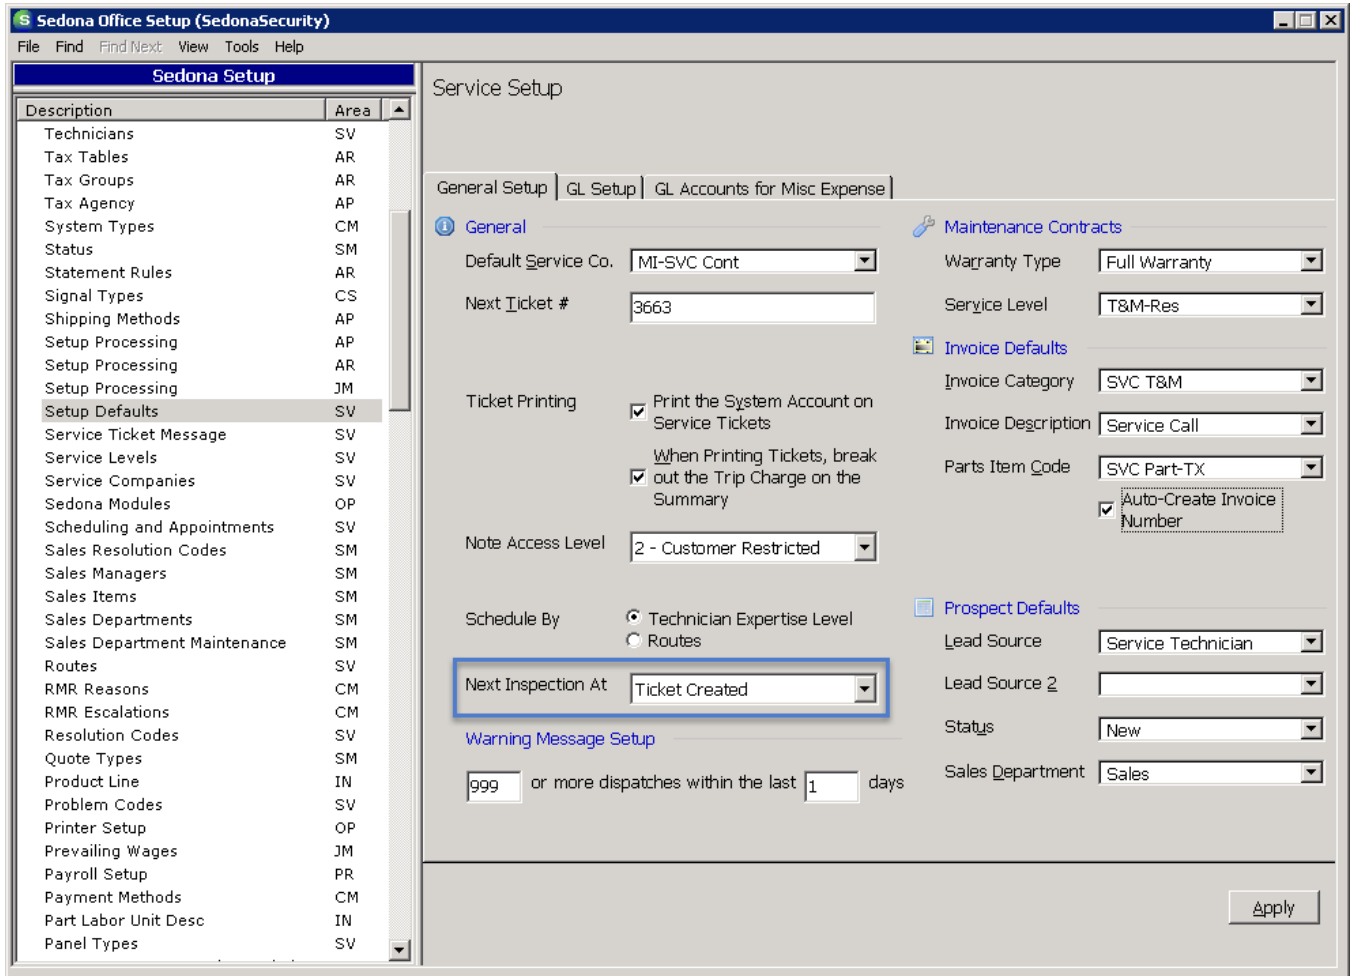 Sedona Office Setup (SedonaSecurity)
File Find Find Next View Tools Help
Sedona Setup
Description Area
Technicians SV
Tax Tables AR
Tax Groups AR
Tax Agency AP
System Types CM
Status SM
Statement Rules AR
Signal Types CS
Shipping Methods AP
Setup Processing AP
Setup Processing AR
Setup Processing JM
Setup Defaults SV
Service Ticket Message SV
Service Levels SV
Service Companies SV
Sedona Modules OP
Scheduling and Appointments SV
Sales Resolution Codes SM
Sales Managers SM
Sales Items SM
Sales Departments SM
Sales Department Maintenance SM
Routes SV
RMR Reasons CM
RMR Escalations CM
Resolution Codes SV
Quote Types SM
Product Line IN
Problem Codes SV
Printer Setup OP
Prevailing Wages JM
Payroll Setup PR
Payment Methods CM
Part Labor Unit Desc IN
Panel Types SV
Service Setup
General Setup GL Setup GL Accounts for Misc Expense
General
Default Service Co. MI-SVC Cont
Next Ticket # 3663
Ticket Printing
Print the System Account on
Service Tickets
When Printing Tickets, break
out the Trip Charge on the
Summary
Note Access Level 2 - Customer Restricted
Schedule By Technician Expertise Level
Routes
Next Inspection At Ticket Created
Warning Message Setup
999 or more dispatches within the last 1 days
Maintenance Contracts
Warranty Type Full Warranty
Service Level T&M-Res
Invoice Defaults
Invoice Category SVC T&M
Invoice Description Service Call
Parts Item Code SVC Part-TX
Auto-Create Invoice
Number
Prospect Defaults
Lead Source Service Technician
Lead Source 2
Status New
Sales Department Sales
Apply